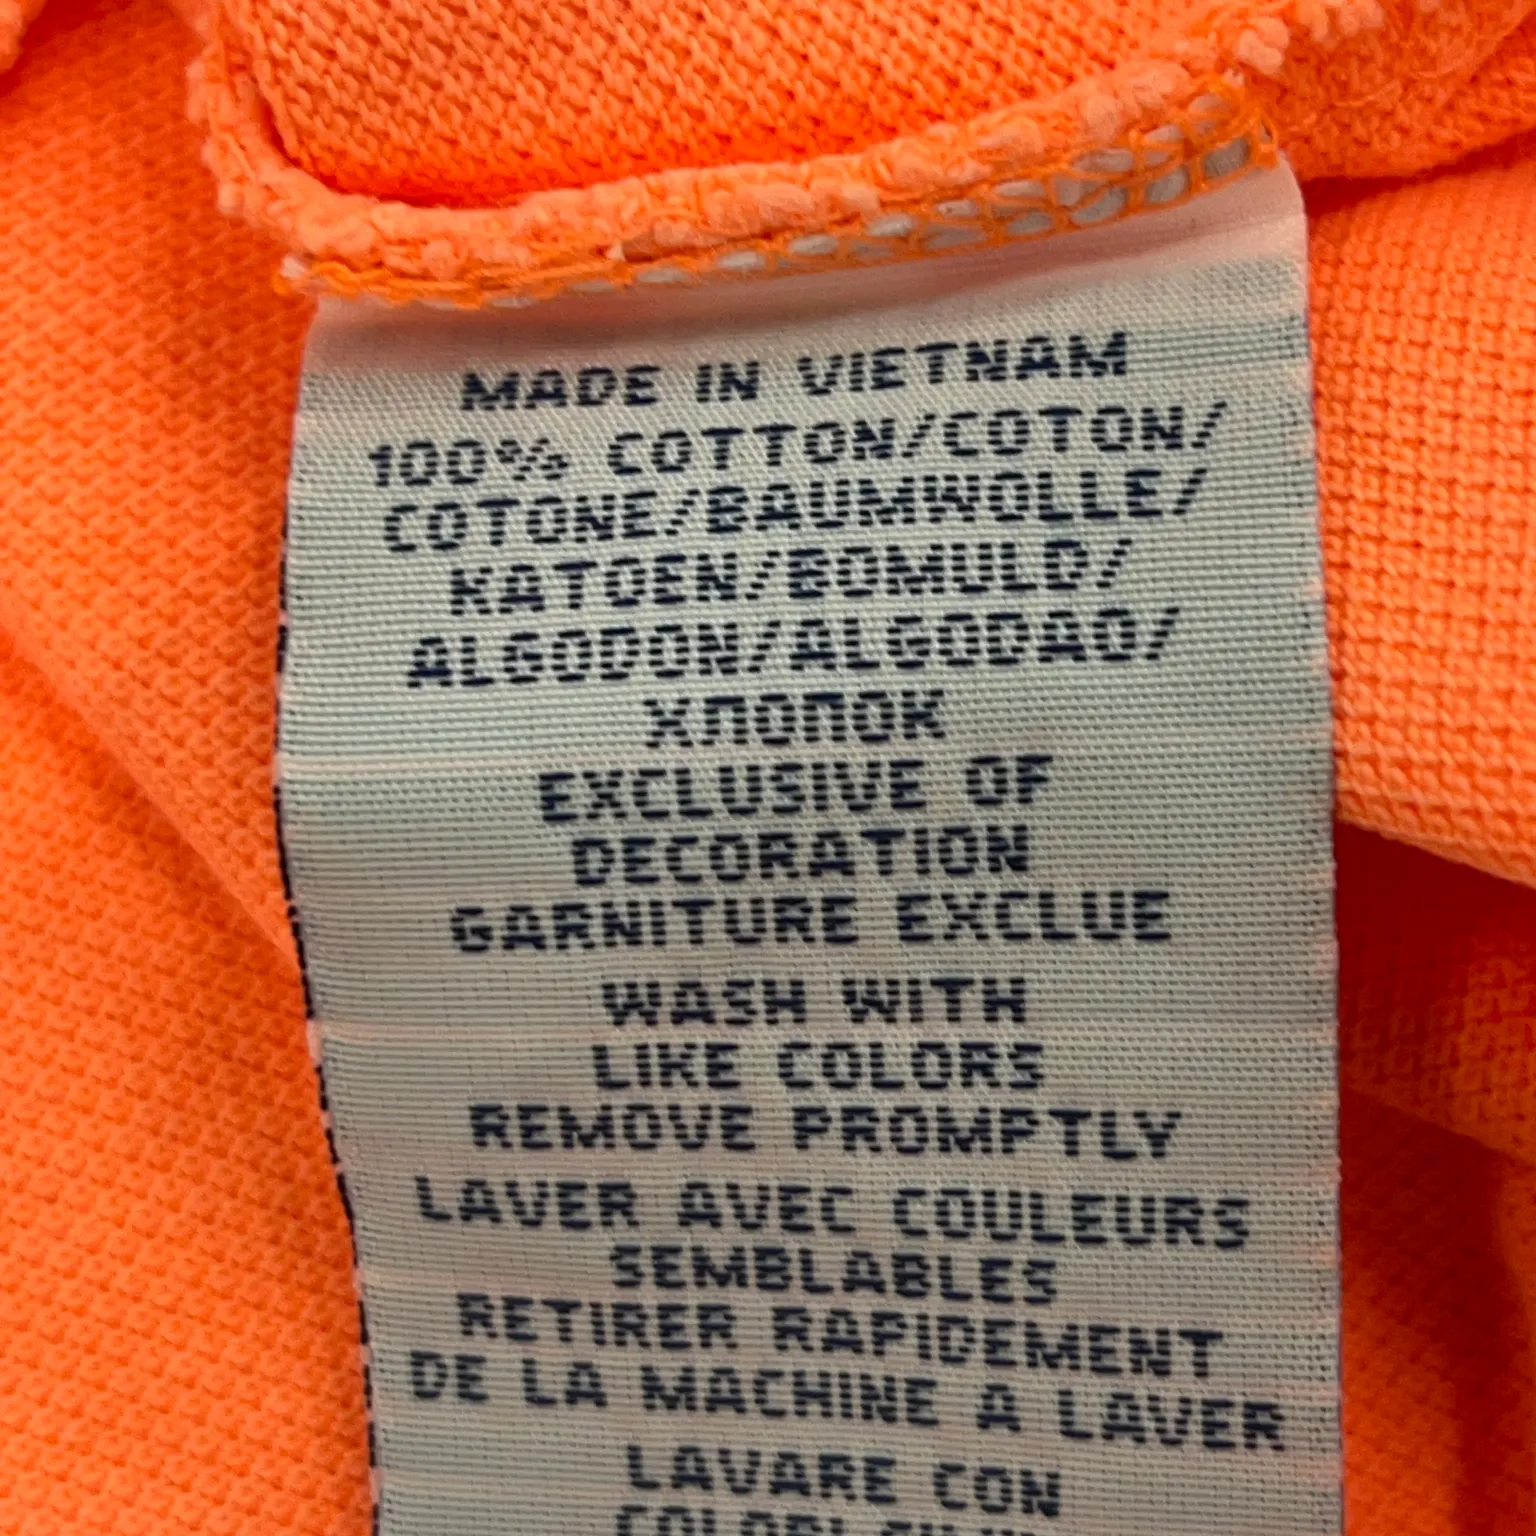 MADE IN VIETNAM
100% COTTON/COTON/
COTONE/BAUMWOLLE/
KATOEN/BOMULD/
ALGODON/ALGODAO/
ХЛОПОК
EXCLUSIVE OF
DECORATION
GARNITURE EXCLUE
WASH WITH
LIKE COLORS
REMOVE PROMPTLY
LAVER AVEC COULEURS
SEMBLABLES
RETIRER RAPIDEMENT
DE LA MACHINE A LAVER
LAVARE CON